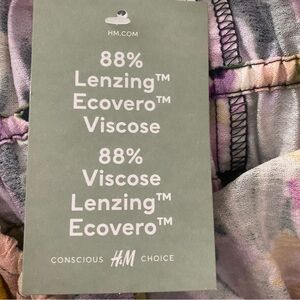 HM.COM
88%
Lenzing™
Ecovero™
Viscose
88%
Viscose
Lenzing™
Ecovero™
CONSCIOUS H&M CHOICE